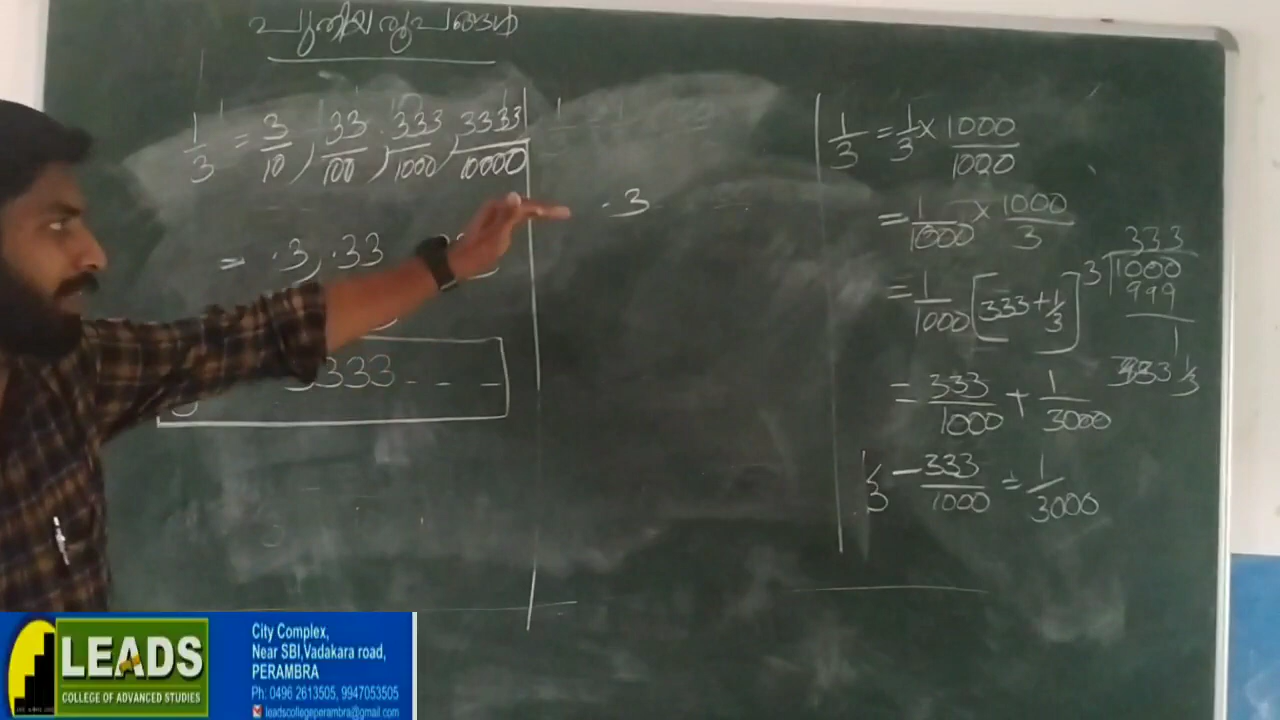 പുതിയ രൂപങ്ങൾ
1/3 = 3/10, 33/100, 333/1000, 3333/10000
= .3, .33
333 - - -
.3
1/3 = 1/3 × 1000/1000
= 1/1000 × 1000/3
= 1/1000 [333 + 1/3]
= 333/1000 + 1/3000
1/3 - 333/1000 = 1/3000
333
3 1000
999
1
333 1/3
LEADS
COLLEGE OF ADVANCED STUDIES
City Complex,
Near SBI,Vadakara road,
PERAMBRA
Ph: 0496 2613505, 9947053505
leadscollegeperambra@gmail.com